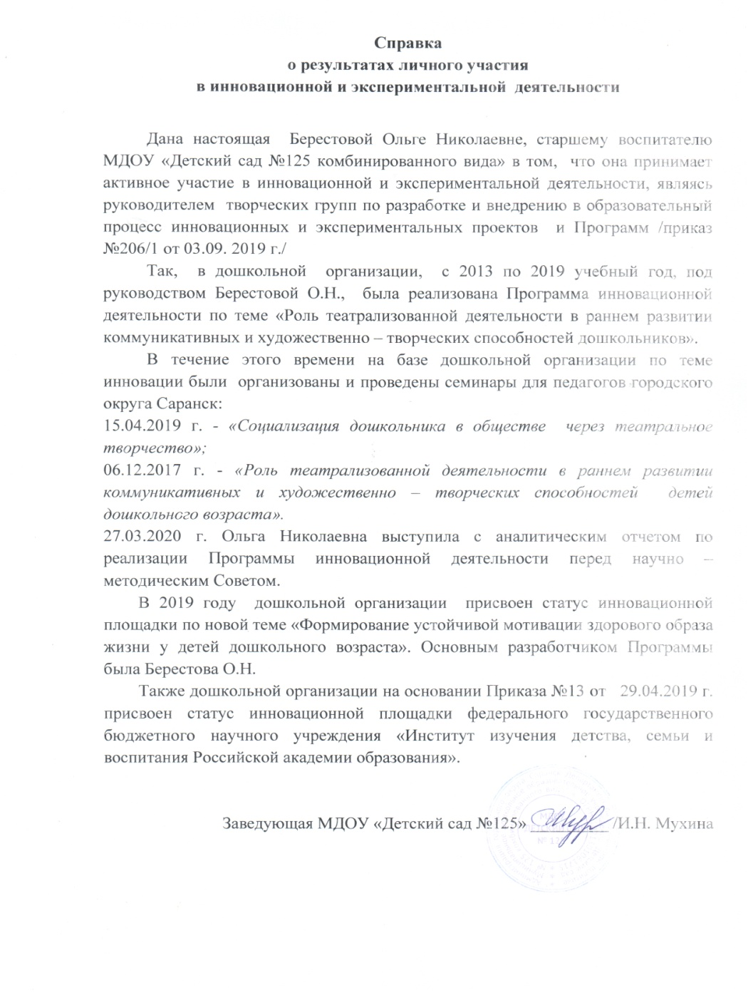 Справка
о результатах личного участия
в инновационной и экспериментальной деятельности
Дана настоящая Берестовой Ольге Николаевне, старшему воспитателю
МДОУ «Детский сад №125 комбинированного вида» в том, что она принимает
активное участие в инновационной и экспериментальной деятельности, являясь
руководителем творческих групп по разработке и внедрению в образовательный
процесс инновационных и экспериментальных проектов и Программ /приказ
№206/1 от 03.09. 2019 г./
Так, в дошкольной организации, с 2013 по 2019 учебный год, под
руководством Берестовой О.Н., была реализована Программа инновационной
деятельности по теме «Роль театрализованной деятельности в раннем развитии
коммуникативных и художественно – творческих способностей дошкольников».
В течение этого времени на базе дошкольной организации по теме
инновации были организованы и проведены семинары для педагогов городского
округа Саранск:
15.04.2019 г. - «Социализация дошкольника в обществе через театральное
творчество»;
06.12.2017 г. - «Роль театрализованной деятельности в раннем развитии
коммуникативных и художественно – творческих способностей детей
дошкольного возраста».
27.03.2020 г. Ольга Николаевна выступила с аналитическим отчетом по
реализации Программы инновационной деятельности перед научно –
методическим Советом.
В 2019 году дошкольной организации присвоен статус инновационной
площадки по новой теме «Формирование устойчивой мотивации здорового образа
жизни у детей дошкольного возраста». Основным разработчиком Программы
была Берестова О.Н.
Также дошкольной организации на основании Приказа №13 от 29.04.2019 г.
присвоен статус инновационной площадки федерального государственного
бюджетного научного учреждения «Институт изучения детства, семьи и
воспитания Российской академии образования».
Заведующая МДОУ «Детский сад №125» /И.Н. Мухина